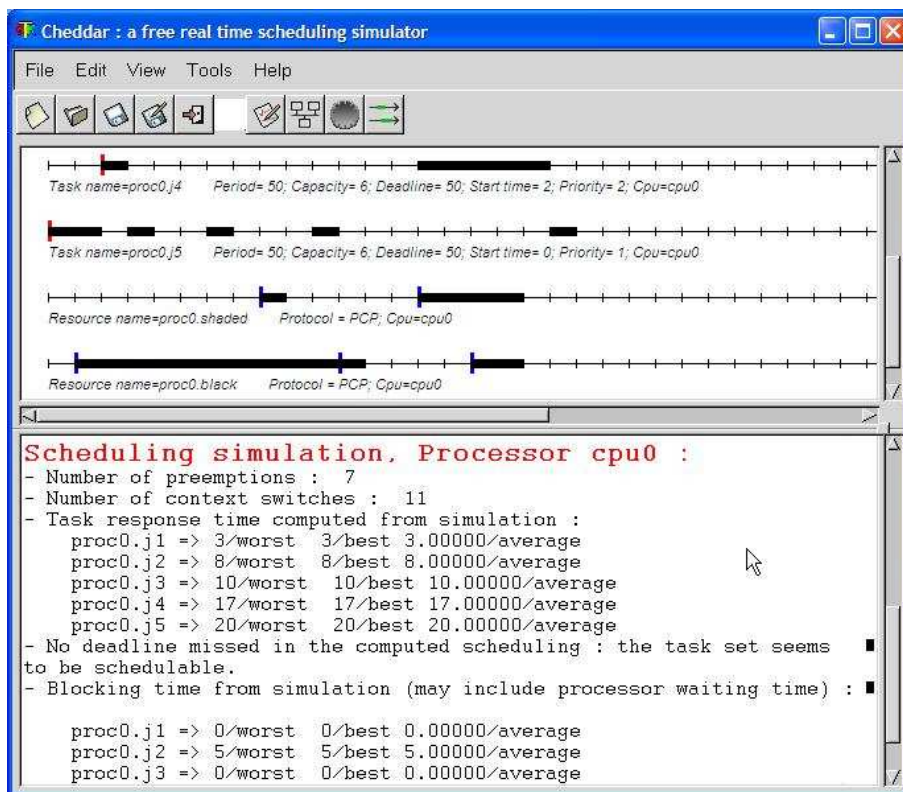 Cheddar : a free real time scheduling simulator
File Edit View Tools Help
Task name=proc0.j4 Period= 50; Capacity= 6; Deadline= 50; Start time= 2; Priority= 2; Cpu=cpu0
Task name=proc0.j5 Period= 50; Capacity= 6; Deadline= 50; Start time= 0; Priority= 1; Cpu=cpu0
Resource name=proc0.shaded Protocol = PCP; Cpu=cpu0
Resource name=proc0.black Protocol = PCP; Cpu=cpu0
Scheduling simulation, Processor cpu0 :
- Number of preemptions : 7
- Number of context switches : 11
- Task response time computed from simulation :
proc0.j1 => 3/worst 3/best 3.00000/average
proc0.j2 => 8/worst 8/best 8.00000/average
proc0.j3 => 10/worst 10/best 10.00000/average
proc0.j4 => 17/worst 17/best 17.00000/average
proc0.j5 => 20/worst 20/best 20.00000/average
- No deadline missed in the computed scheduling : the task set seems
to be schedulable.
- Blocking time from simulation (may include processor waiting time) :
proc0.j1 => 0/worst 0/best 0.00000/average
proc0.j2 => 5/worst 5/best 5.00000/average
proc0.j3 => 0/worst 0/best 0.00000/average